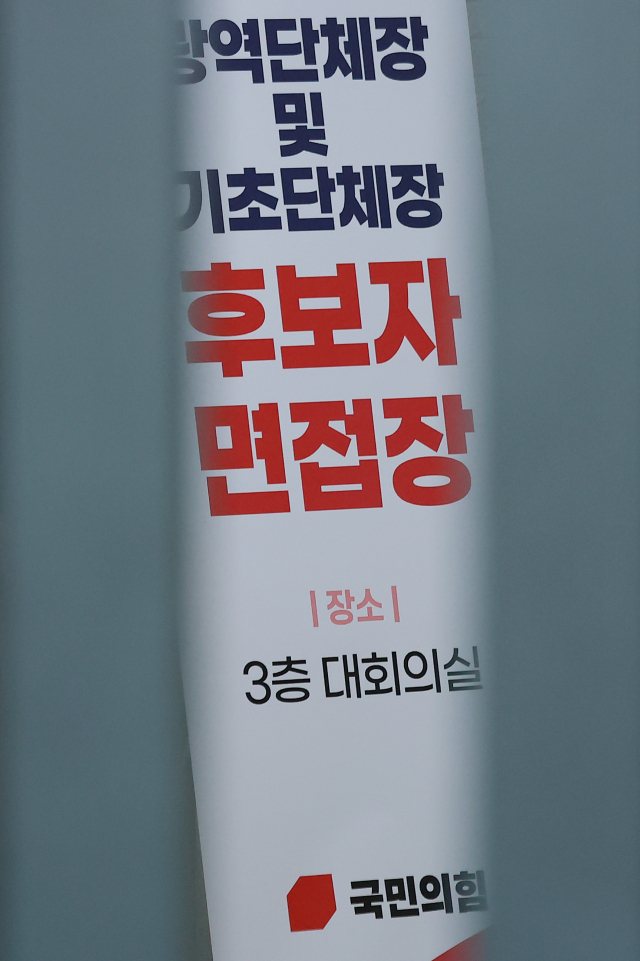 광역단체장
및
기초단체장
후보자
면접장
| 장소 |
3층 대회의실
국민의힘